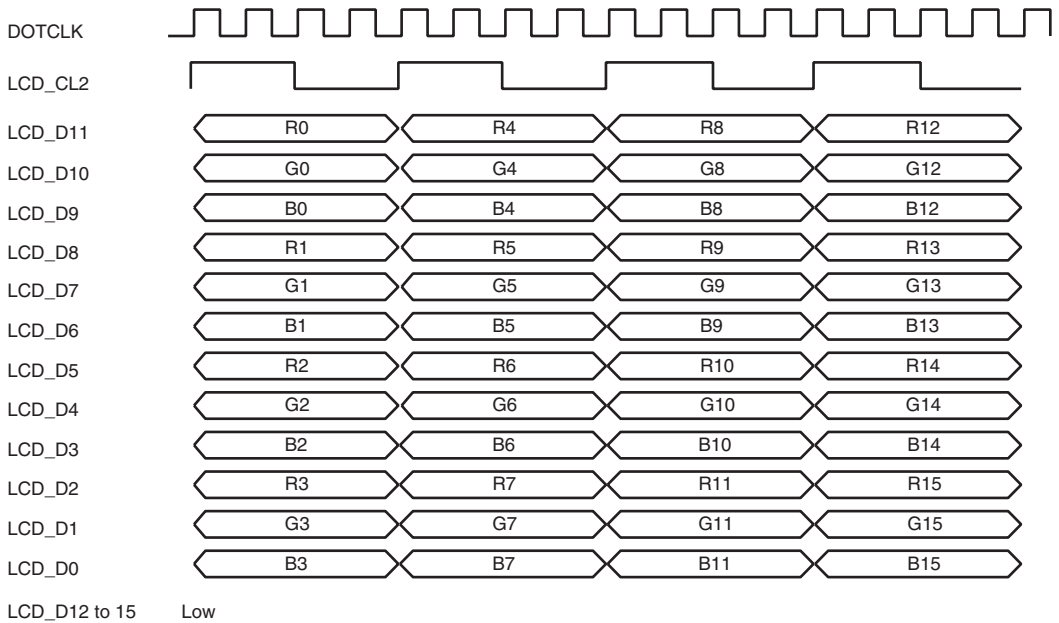 DOTCLK
LCD_CL2
LCD_D11 R0 R4 R8 R12
LCD_D10 G0 G4 G8 G12
LCD_D9 B0 B4 B8 B12
LCD_D8 R1 R5 R9 R13
LCD_D7 G1 G5 G9 G13
LCD_D6 B1 B5 B9 B13
LCD_D5 R2 R6 R10 R14
LCD_D4 G2 G6 G10 G14
LCD_D3 B2 B6 B10 B14
LCD_D2 R3 R7 R11 R15
LCD_D1 G3 G7 G11 G15
LCD_D0 B3 B7 B11 B15
LCD_D12 to 15 Low